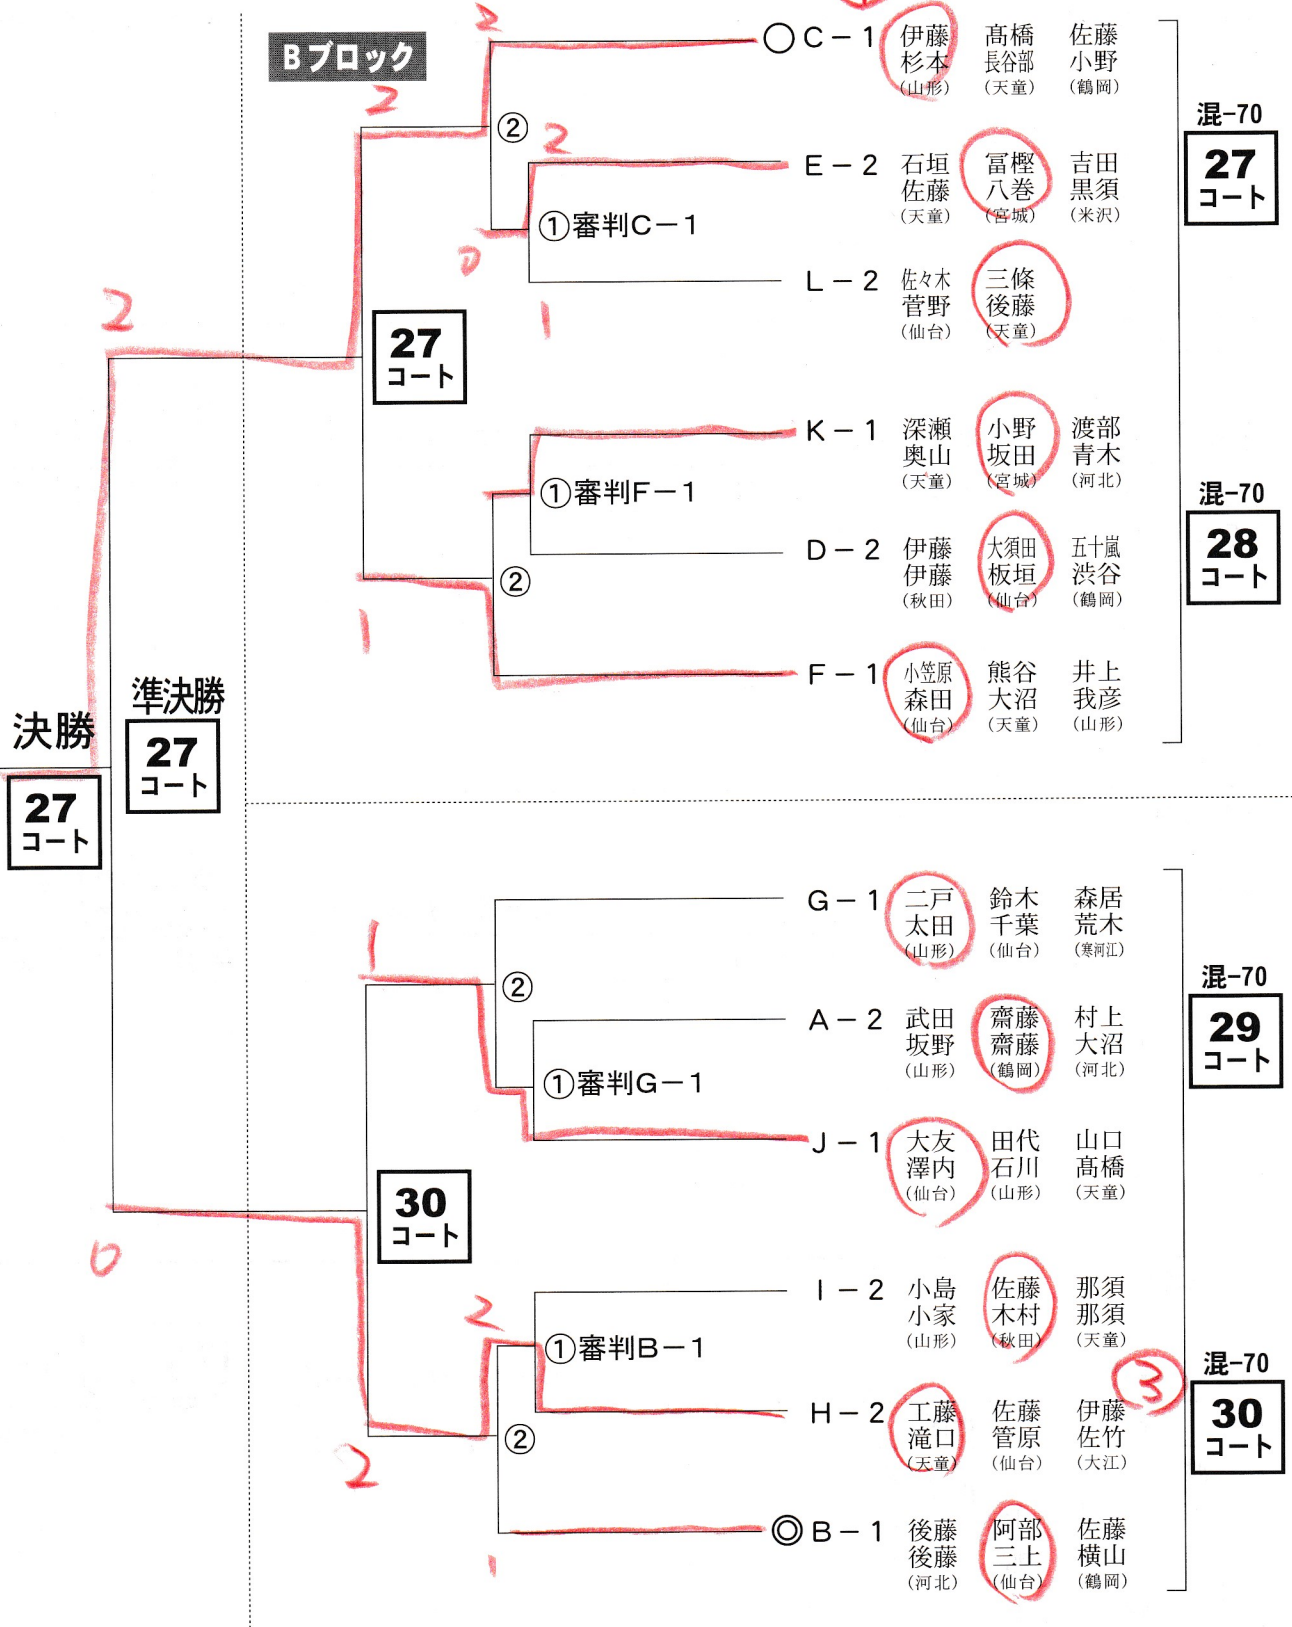 Bブロック
2
○ C－1 伊藤 髙橋 佐藤
杉本 長谷部 小野
(山形) (天童) (鶴岡)
2
②
混-70
27
コート
2
E－2 石垣 冨樫 吉田
佐藤 八巻 黒須
(天童) (宮城) (米沢)
①審判C－1
0
L－2 佐々木 三條
菅野 後藤
(仙台) (天童)
1
2
27
コート
K－1 深瀬 小野 渡部
奥山 坂田 青木
(天童) (宮城) (河北)
①審判F－1
混-70
28
コート
D－2 伊藤 大須田 五十嵐
伊藤 板垣 渋谷
(秋田) (仙台) (鶴岡)
②
1
F－1 小笠原 熊谷 井上
森田 大沼 我彦
(仙台) (天童) (山形)
準決勝
27
コート
決勝
27
コート
G－1 二戸 鈴木 森居
太田 千葉 荒木
(山形) (仙台) (寒河江)
1
②
混-70
29
コート
A－2 武田 齋藤 村上
坂野 齋藤 大沼
(山形) (鶴岡) (河北)
①審判G－1
J－1 大友 田代 山口
澤内 石川 髙橋
(仙台) (山形) (天童)
30
コート
0
I－2 小島 佐藤 那須
小家 木村 那須
(山形) (秋田) (天童)
2
①審判B－1
③
混-70
30
コート
H－2 工藤 佐藤 伊藤
滝口 管原 佐竹
(天童) (仙台) (大江)
②
2
◎ B－1 後藤 阿部 佐藤
後藤 三上 横山
(河北) (仙台) (鶴岡)
1